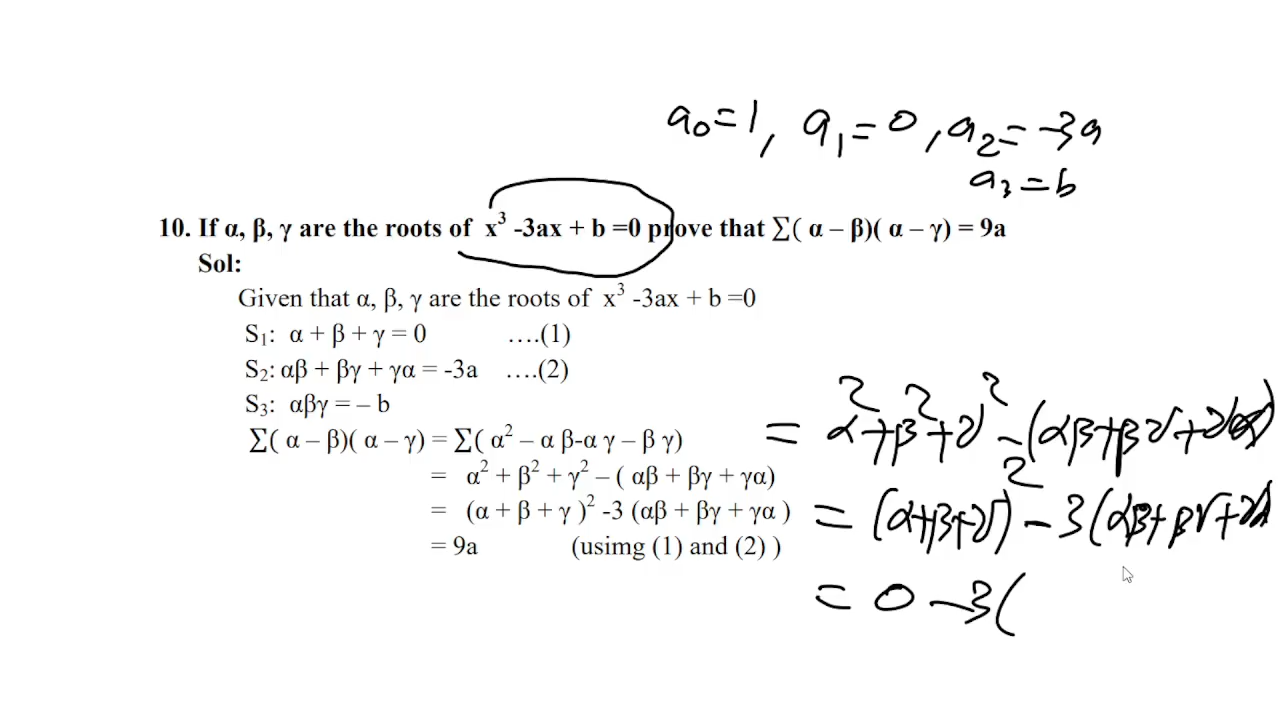 a₀=1, a₁=0, a₂=-3a
a₃=b
10. If α, β, γ are the roots of x³ -3ax + b =0 prove that ∑( α – β)( α – γ) = 9a
Sol:
Given that α, β, γ are the roots of x³ -3ax + b =0
S₁: α + β + γ = 0 ….(1)
S₂: αβ + βγ + γα = -3a ….(2)
S₃: αβγ = – b
∑( α – β)( α – γ) = ∑( α² – α β-α γ – β γ)
= α² + β² + γ² – ( αβ + βγ + γα)
= (α + β + γ )² -3 (αβ + βγ + γα )
= 9a (usimg (1) and (2) )
= α²+β²+γ² -(αβ+βγ+γα)
= (α+β+γ)² - 3(αβ+βγ+γα
= 0 -3(